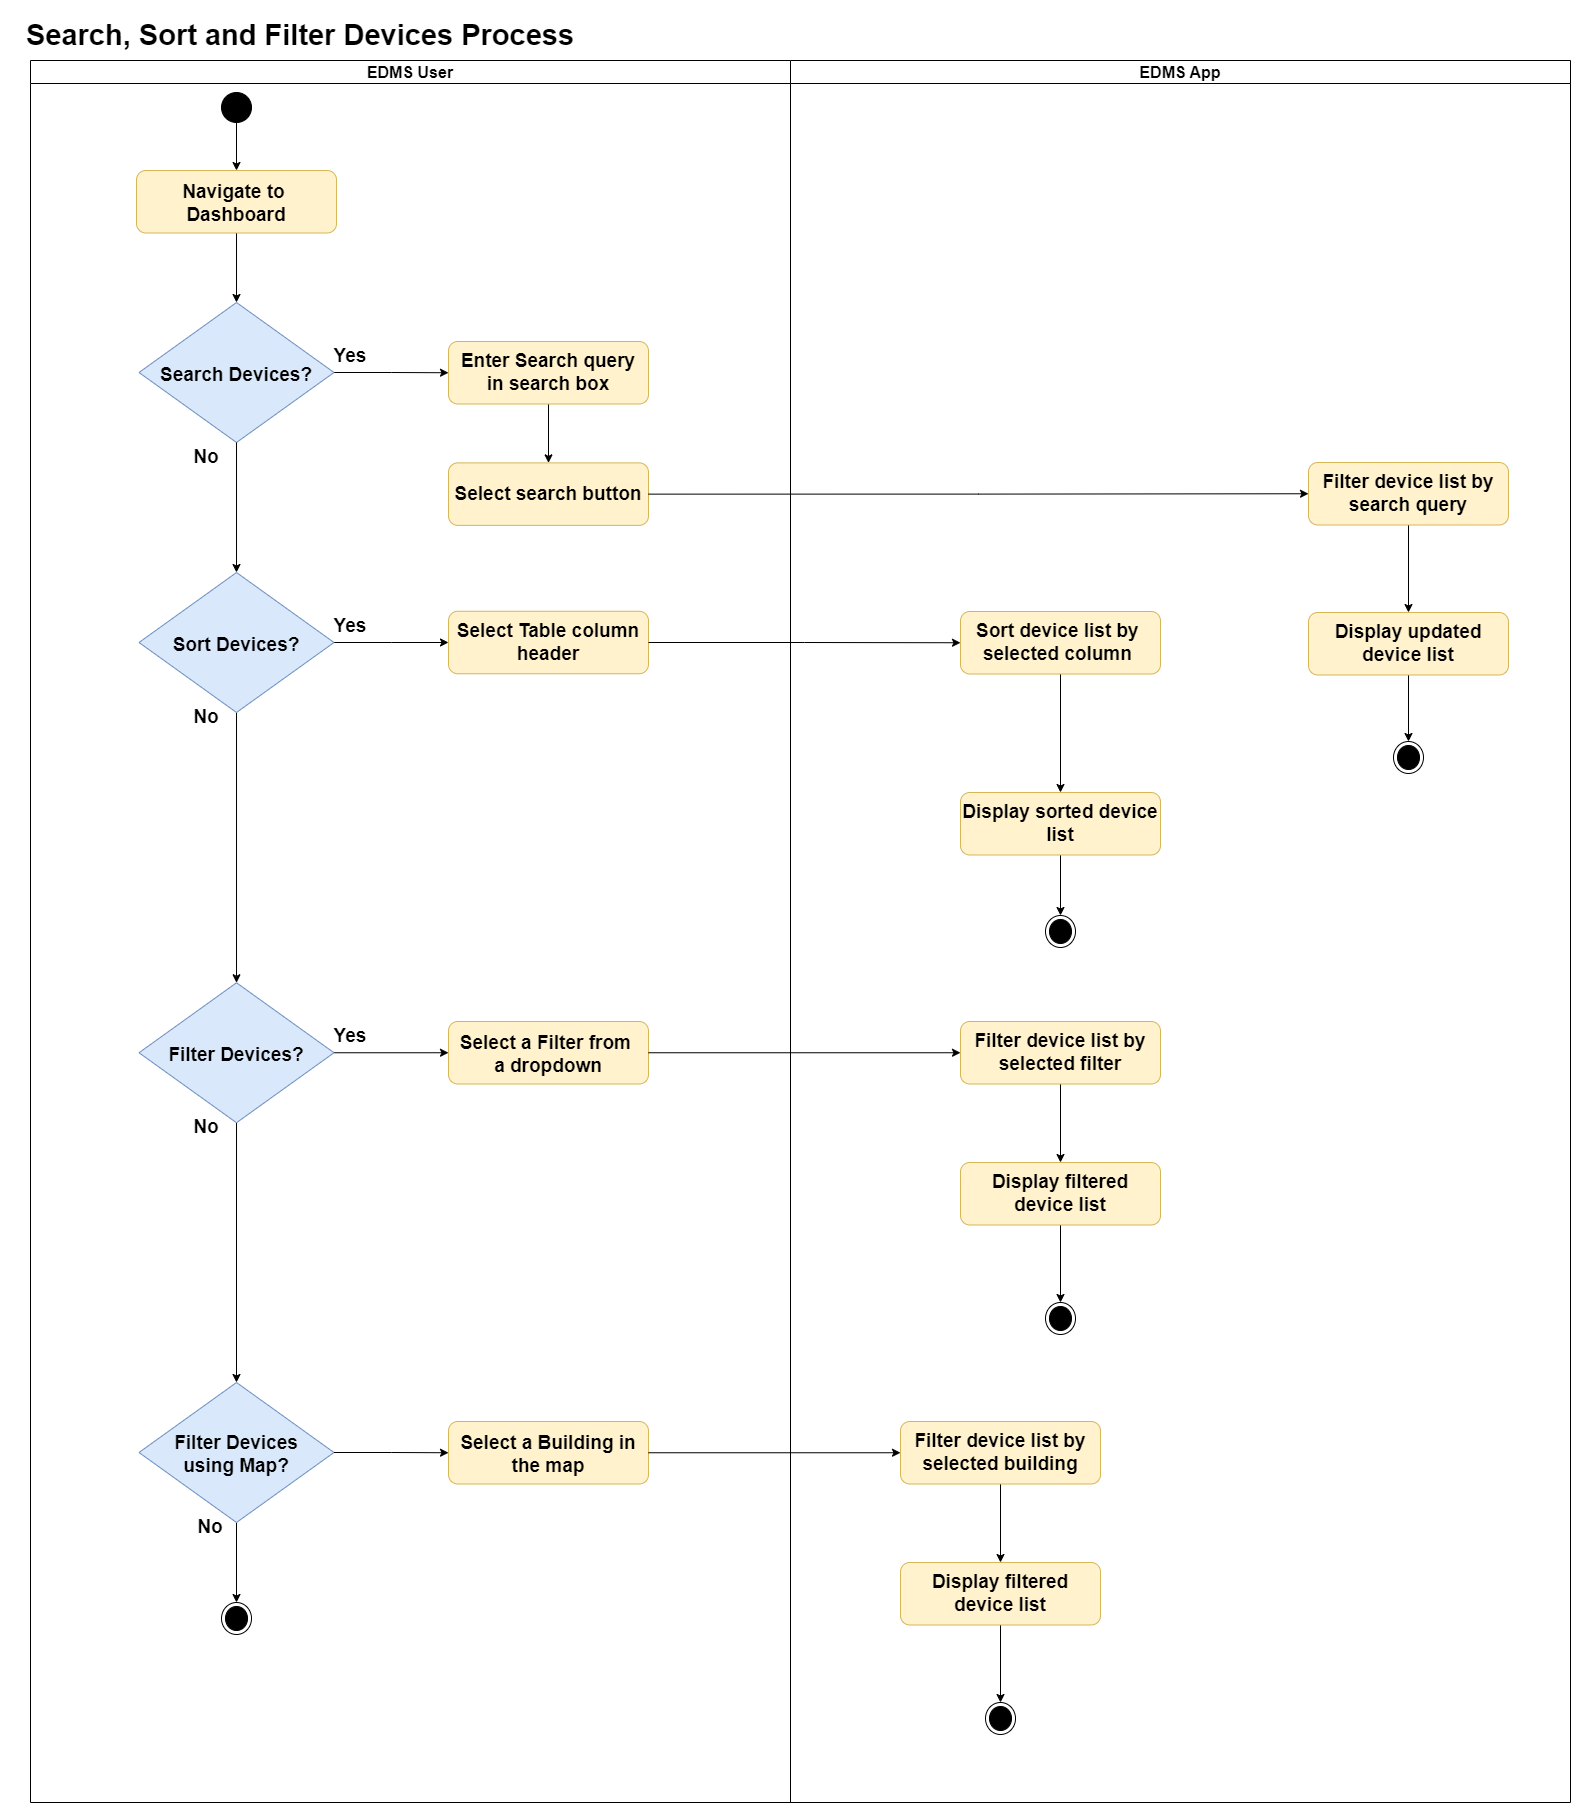 Search, Sort and Filter Devices Process
EDMS User
EDMS App
Navigate to
Dashboard
Search Devices?
Yes
Enter Search query
in search box
No
Select search button
Filter device list by
search query
Sort Devices?
Yes
Select Table column
header
Sort device list by
selected column
Display updated
device list
No
Display sorted device
list
Filter Devices?
Yes
Select a Filter from
a dropdown
Filter device list by
selected filter
No
Display filtered
device list
Filter Devices
using Map?
Select a Building in
the map
Filter device list by
selected building
No
Display filtered
device list